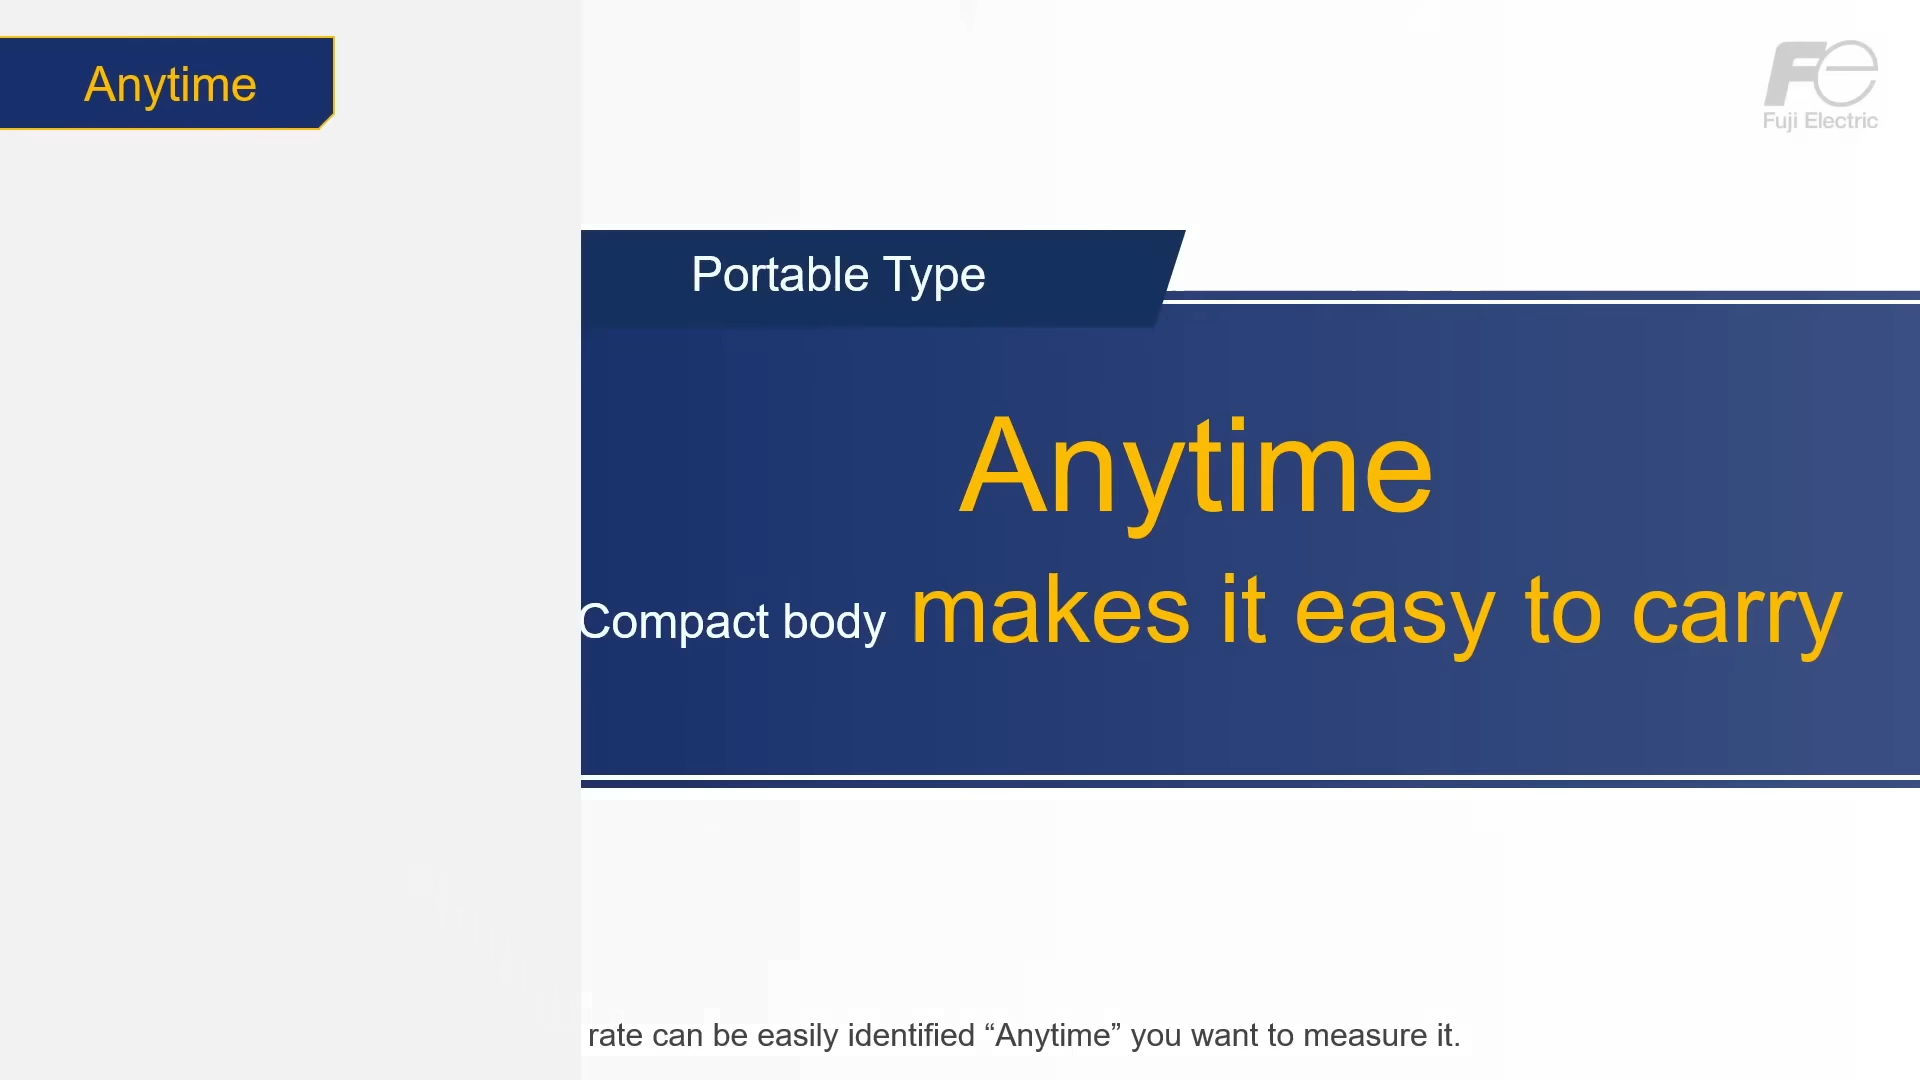 Anytime
Fuji Electric
Portable Type
Anytime
Compact body makes it easy to carry
rate can be easily identified “Anytime” you want to measure it.